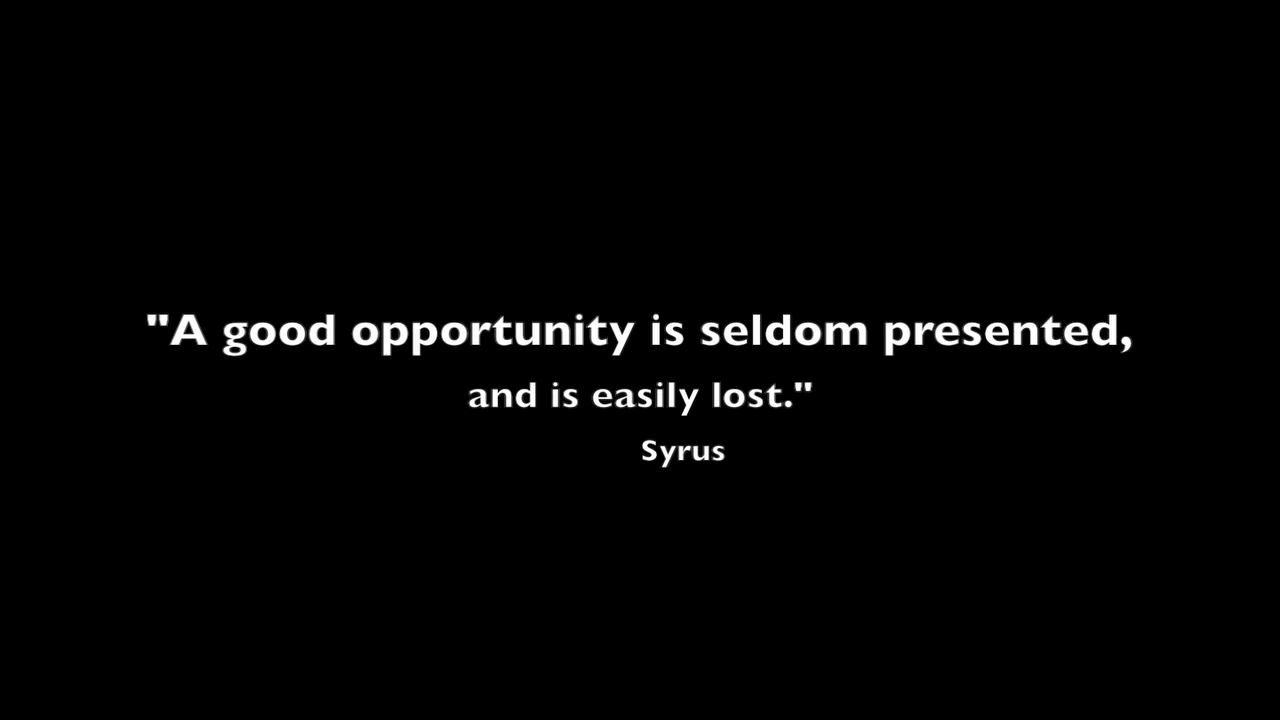 "A good opportunity is seldom presented,
and is easily lost."
Syrus